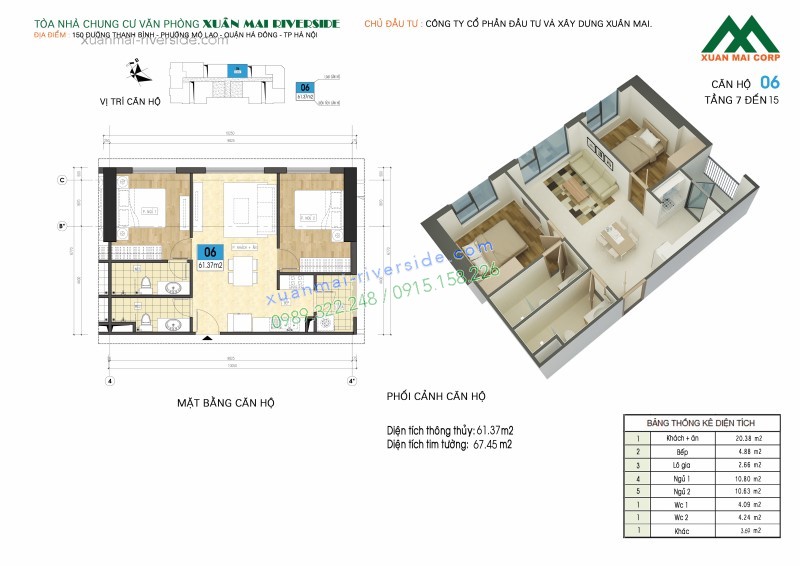 TÒA NHÀ CHUNG CƯ VĂN PHÒNG XUÂN MAI RIVERSIDE
ĐỊA ĐIỂM : 150 ĐƯỜNG THANH BÌNH - PHƯỜNG MỘ LAO - QUẬN HÀ ĐÔNG - TP HÀ NỘI
xuanmai-riverside.com
CHỦ ĐẦU TƯ : CÔNG TY CỔ PHẦN ĐẦU TƯ VÀ XÂY DUNG XUÂN MAI.
XUAN MAI CORP
CĂN HỘ 06
TẦNG 7 ĐẾN 15
VỊ TRÍ CĂN HỘ
06
61.37m2
C
B*
06
61.37m2
xuanmai-riverside.com
0989.322.248 / 0915.158.226
4
4*
MẶT BẰNG CĂN HỘ
PHỐI CẢNH CĂN HỘ
Diện tích thông thủy: 61.37m2
Diện tích tim tường: 67.45 m2
BẢNG THỐNG KÊ DIỆN TÍCH
1 Khách + ăn 20.38 m2
2 Bếp 4.88 m2
3 Lô gia 2.66 m2
4 Ngủ 1 10.80 m2
5 Ngủ 2 10.63 m2
1 Wc 1 4.09 m2
1 Wc 2 4.24 m2
1 Khác 3.69 m2